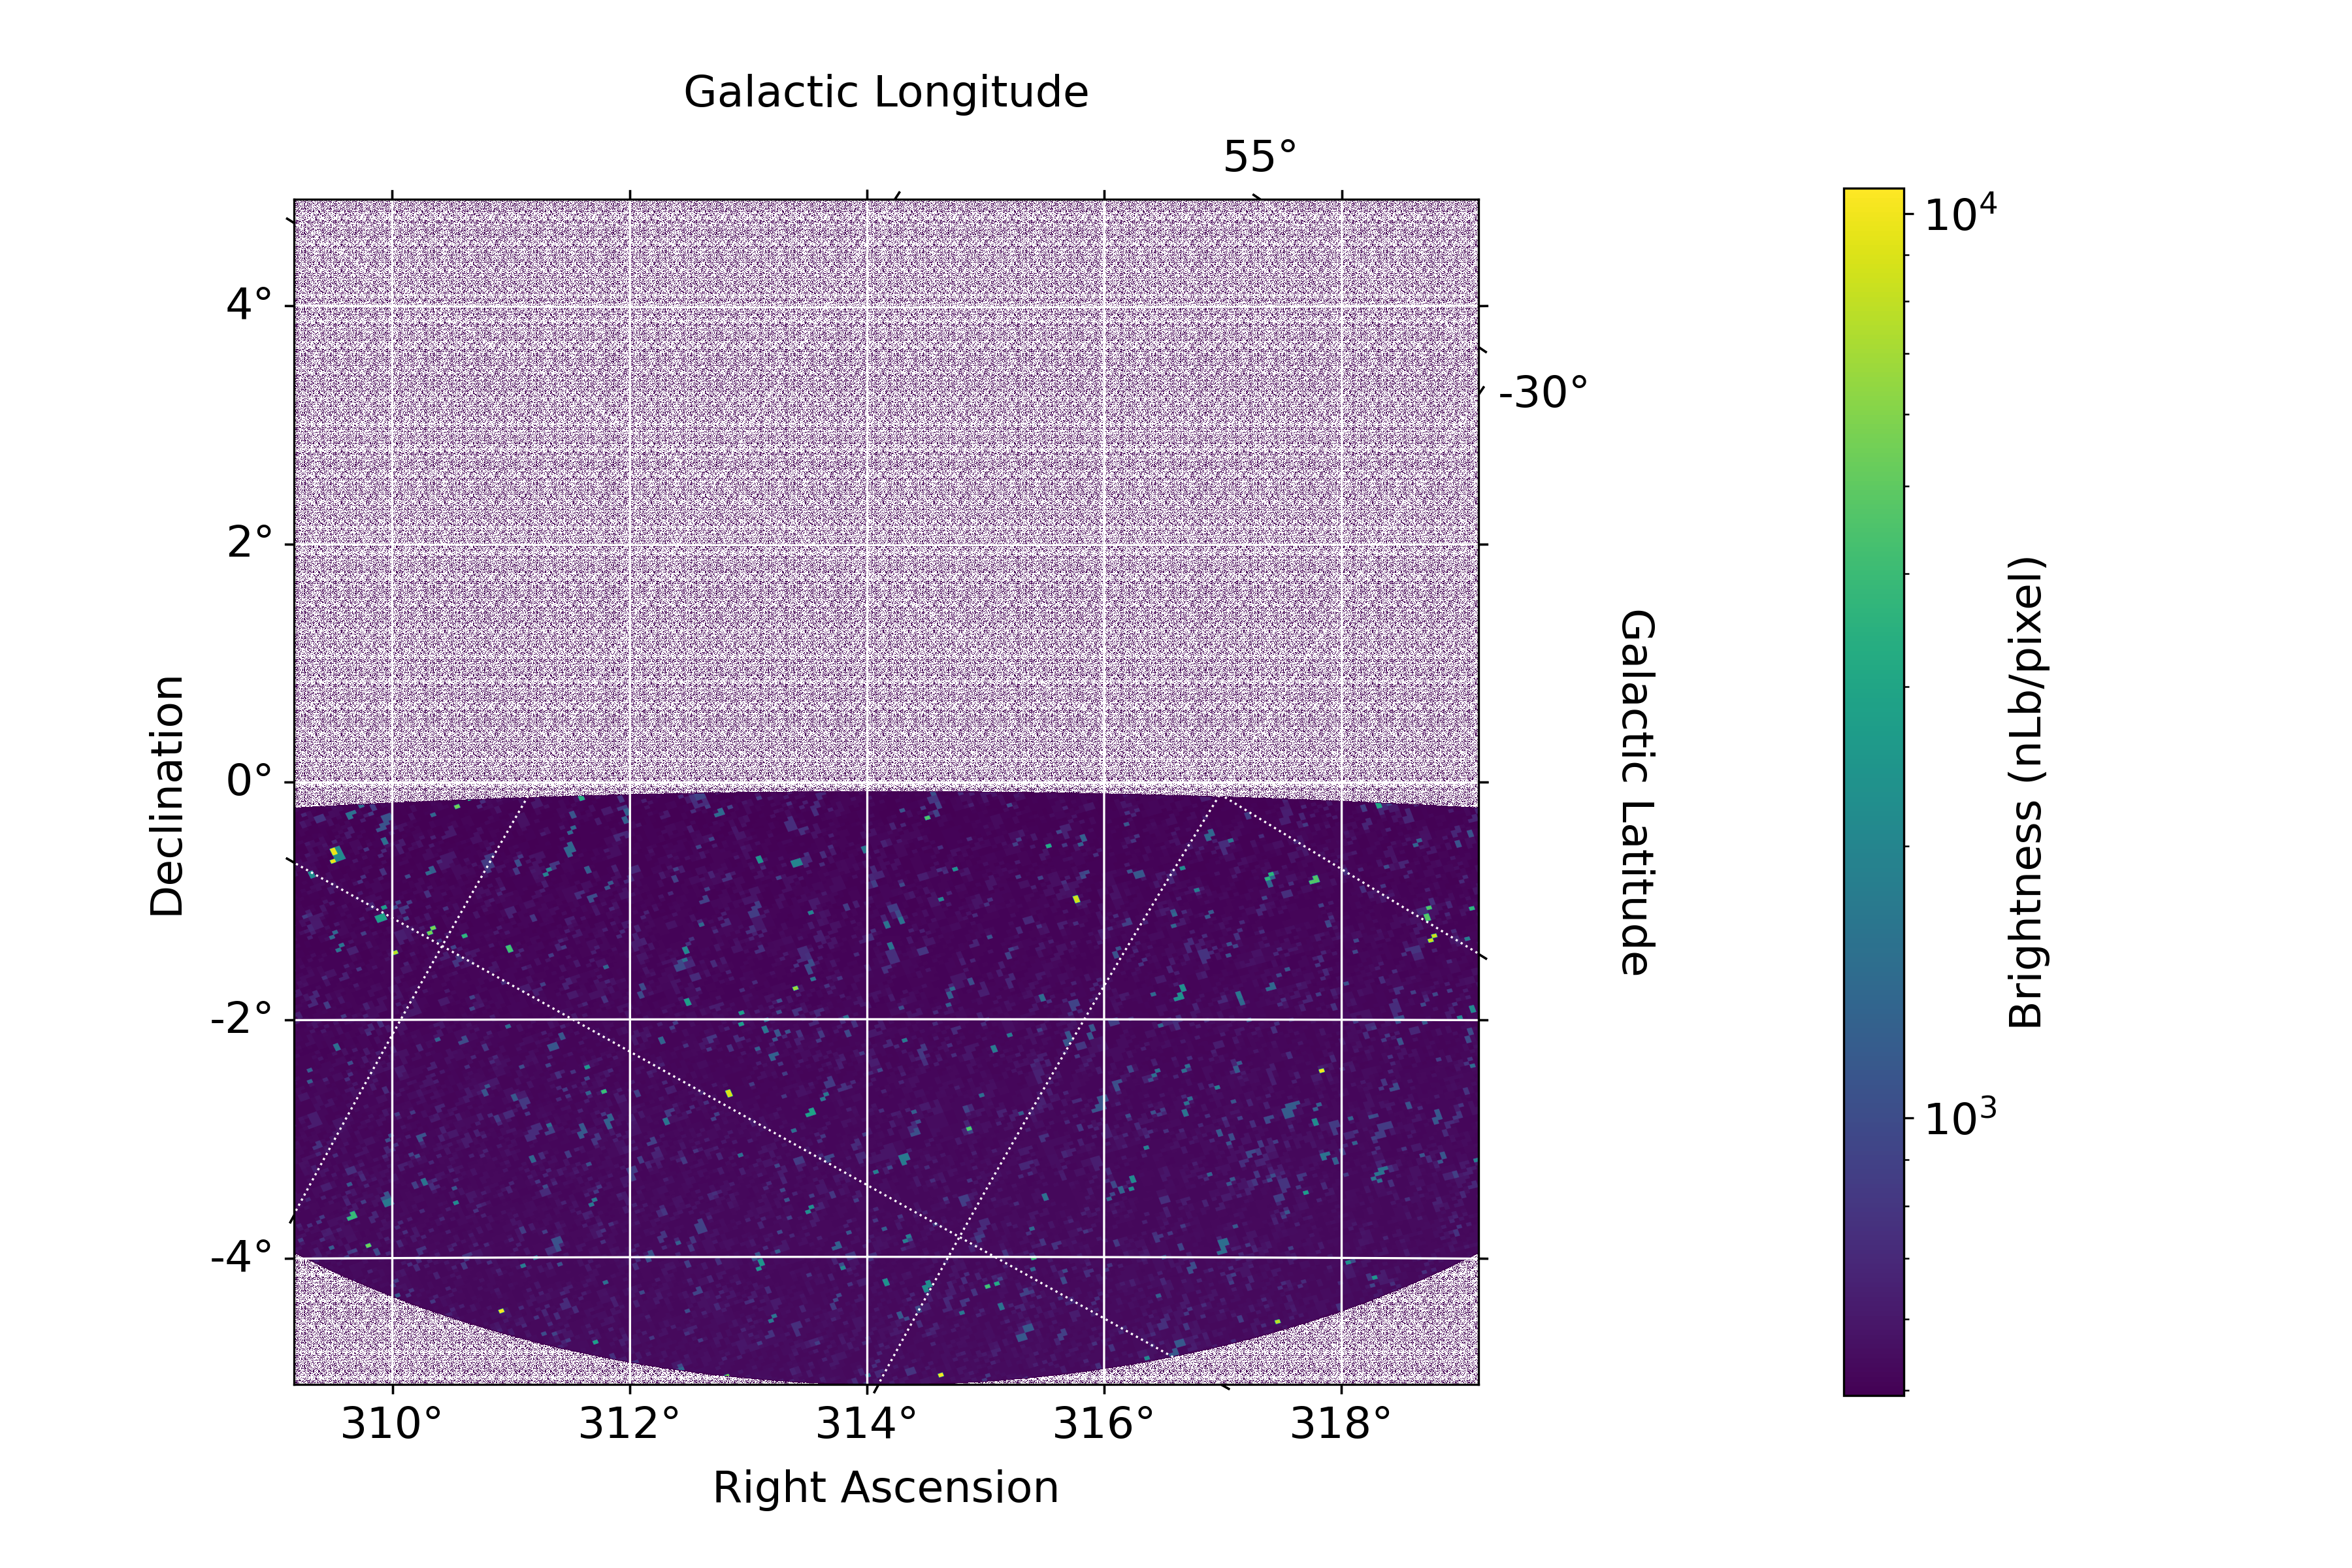 Galactic Longitude
55°
4°
2°
0°
-2°
-4°
Declination
-30°
Galactic Latitude
310°
312°
314°
316°
318°
Right Ascension
10⁴
10³
Brightness (nLb/pixel)